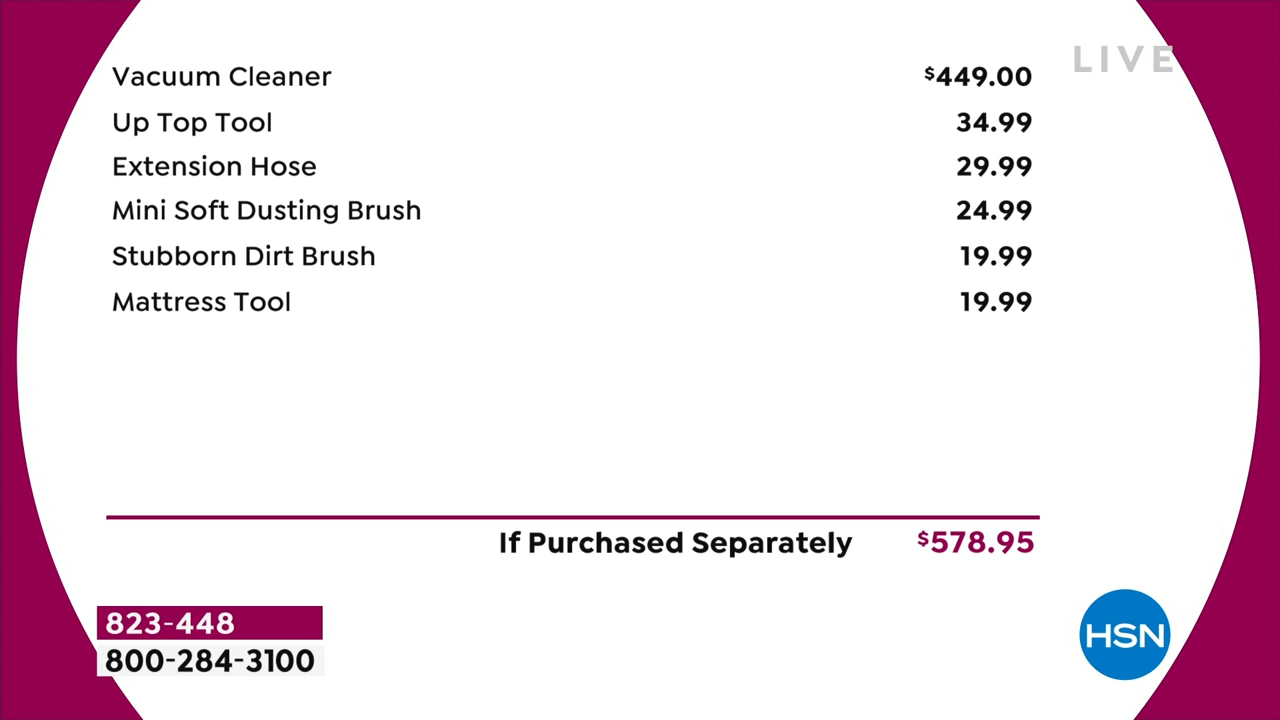 LIVE
Vacuum Cleaner $449.00
Up Top Tool 34.99
Extension Hose 29.99
Mini Soft Dusting Brush 24.99
Stubborn Dirt Brush 19.99
Mattress Tool 19.99
If Purchased Separately $578.95
823-448
800-284-3100
HSN